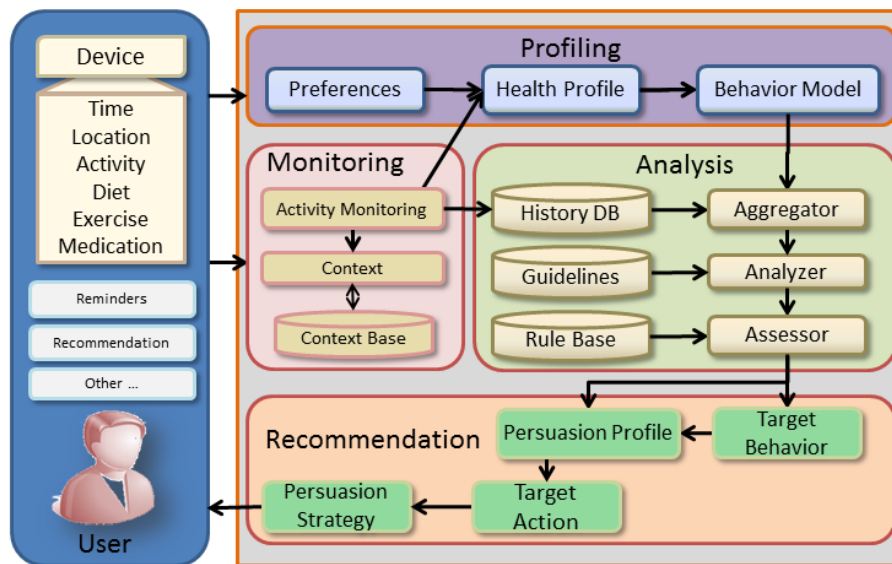 Device
Time
Location
Activity
Diet
Exercise
Medication
Reminders
Recommendation
Other ...
User
Profiling
Preferences
Health Profile
Behavior Model
Monitoring
Activity Monitoring
Context
Context Base
Analysis
History DB
Aggregator
Guidelines
Analyzer
Rule Base
Assessor
Recommendation
Persuasion Profile
Target
Behavior
Persuasion
Strategy
Target
Action